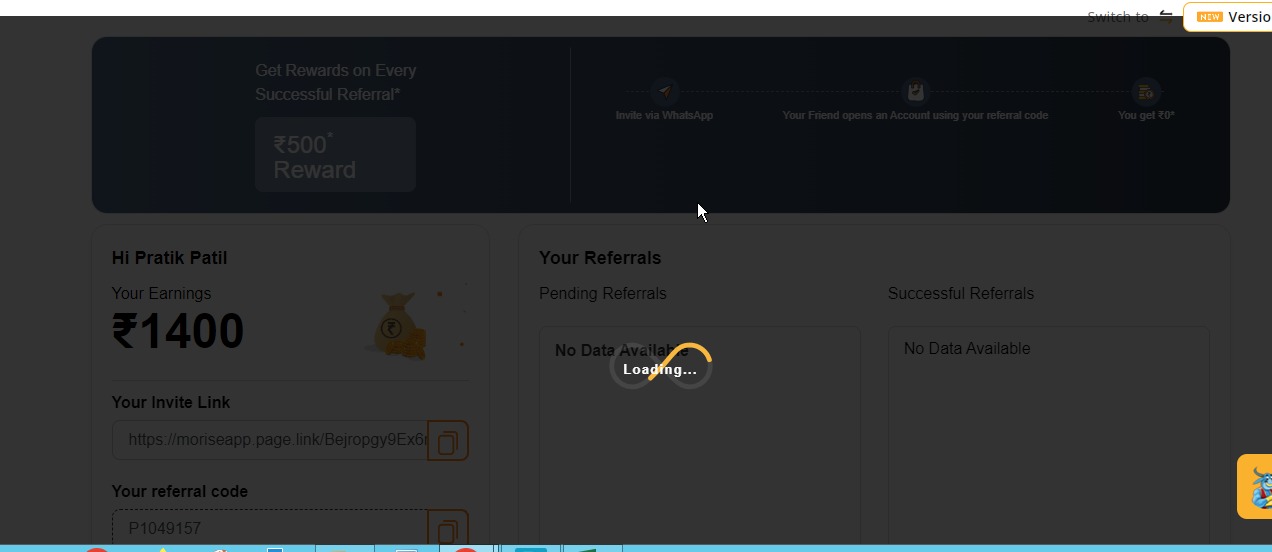 Switch to
NEW Versio
Get Rewards on Every
Successful Referral*
₹500*
Reward
Invite via WhatsApp
Your Friend opens an Account using your referral code
You get ₹0*
Hi Pratik Patil
Your Earnings
₹1400
Your Invite Link
https://moriseapp.page.link/Bejropgy9Ex6r
Your referral code
P1049157
Your Referrals
Pending Referrals
No Data Available
Loading...
Successful Referrals
No Data Available